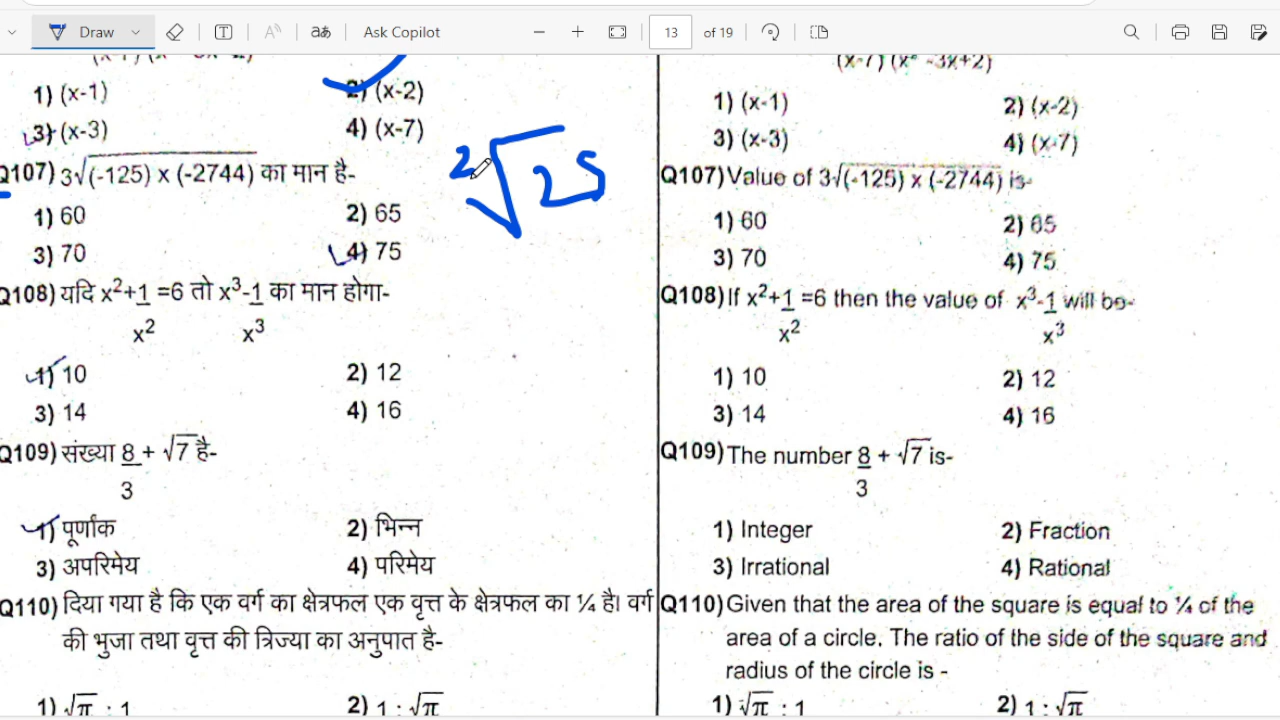 Draw
aあ
Ask Copilot
13 of 19
1) (x-1) 2) (x-2)
3) (x-3) 4) (x-7)
Q107) 3√(-125) x (-2744) का मान है-
1) 60 2) 65
3) 70 4) 75
2√25
Q108) यदि x²+1 =6 तो x³-1 का मान होगा-
x² x³
1) 10 2) 12
3) 14 4) 16
Q109) संख्या 8 + √7 है-
3
1) पूर्णांक 2) भिन्न
3) अपरिमेय 4) परिमेय
Q110) दिया गया है कि एक वर्ग का क्षेत्रफल एक वृत्त के क्षेत्रफल का ¼ है। वर्ग
की भुजा तथा वृत्त की त्रिज्या का अनुपात है-
1) √π : 1 2) 1 : √π
(x-7) (x² -3x+2)
1) (x-1) 2) (x-2)
3) (x-3) 4) (x-7)
Q107) Value of 3√(-125) x (-2744) is-
1) 60 2) 65
3) 70 4) 75
Q108) If x²+1 =6 then the value of x³-1 will be-
x² x³
1) 10 2) 12
3) 14 4) 16
Q109) The number 8 + √7 is-
3
1) Integer 2) Fraction
3) Irrational 4) Rational
Q110) Given that the area of the square is equal to ¼ of the
area of a circle. The ratio of the side of the square and
radius of the circle is -
1) √π : 1 2) 1 : √π